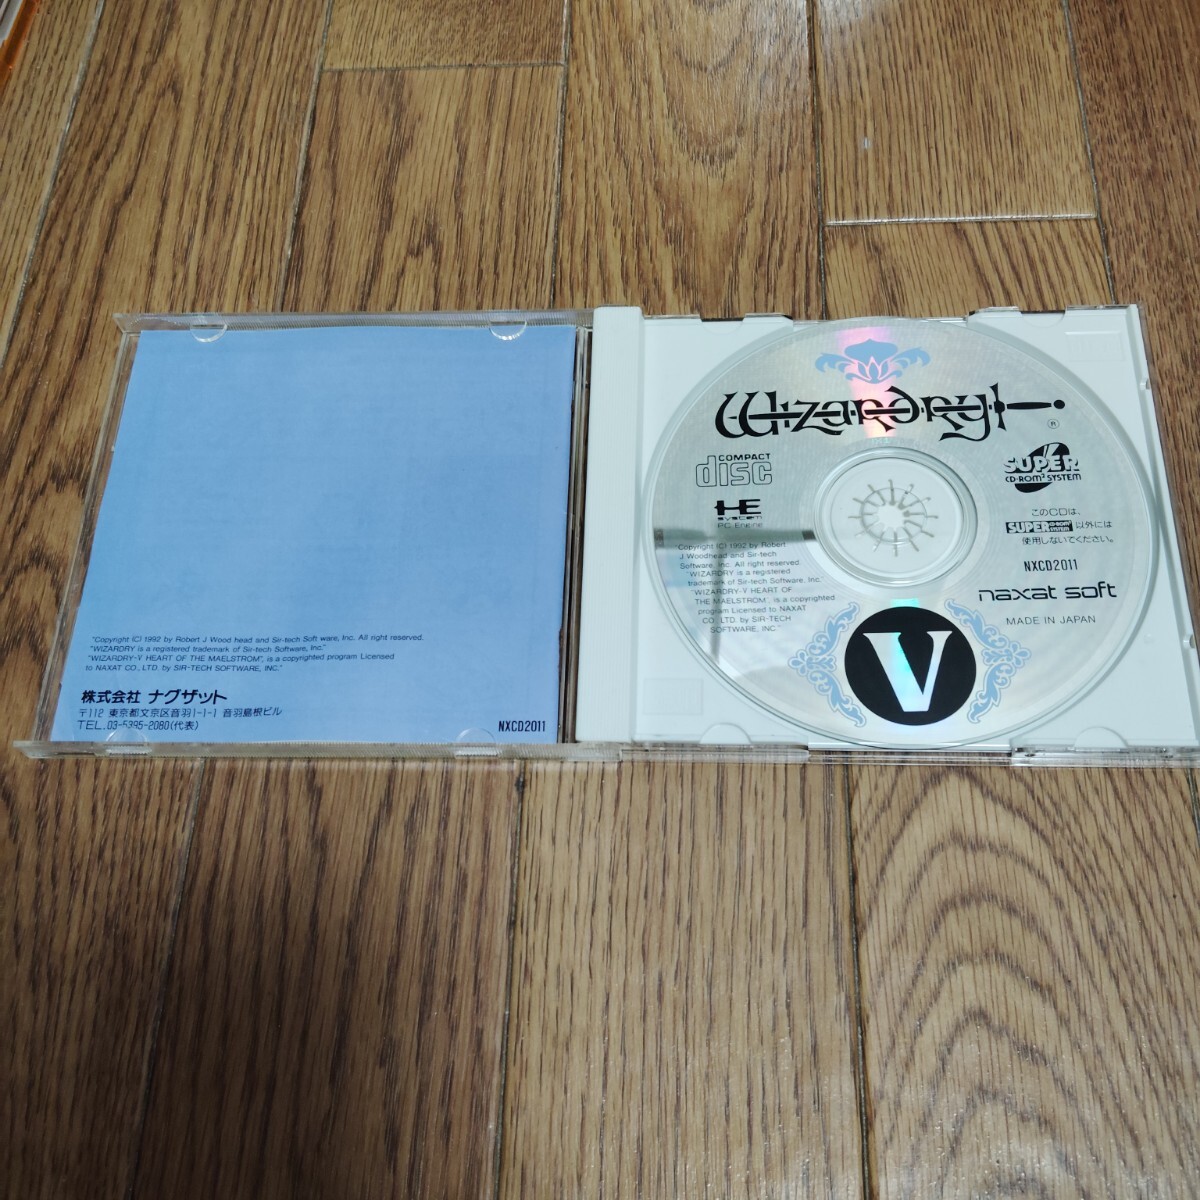 "Copyright (C) 1992 by Robert J Wood head and Sir-tech Soft ware, Inc. All right reserved.
"WIZARDRY is a registered trademark of Sir-tech Software, Inc."
"WIZARDRY-V HEART OF THE MAELSTROM", is a copyrighted program Licensed
to NAXAT CO., LTD. by SIR-TECH SOFTWARE, INC."
株式会社 ナグザット
〒112 東京都文京区音羽1-1-1 音羽島根ビル
TEL.03-5395-2080(代表)
NXCD2011
Wizardry
®
COMPACT
disc
HE
system
PC Engine
"Copyright (C) 1992 by Robert
J Woodhead and Sir-tech
Software, Inc. All right reserved.
"WIZARDRY is a registered
trademark of Sir-tech Software, Inc."
"WIZARDRY-V HEART OF
THE MAELSTROM", is a copyrighted
program Licensed to NAXAT
CO., LTD. by SIR-TECH
SOFTWARE, INC."
SUPER
CD-ROM² SYSTEM
このCDは、
SUPER CD-ROM² SYSTEM 以外には
使用しないでください。
NXCD2011
naxat soft
MADE IN JAPAN
V